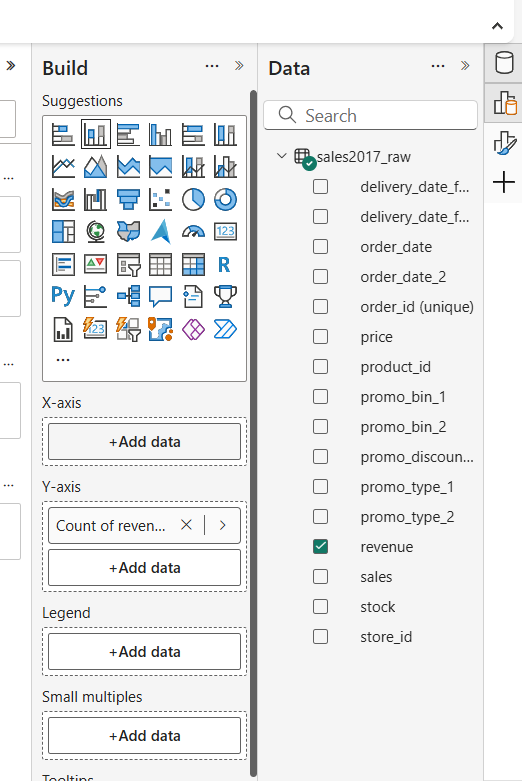 Build
Data
Suggestions
Search
sales2017_raw
delivery_date_f...
delivery_date_f...
order_date
order_date_2
order_id (unique)
price
product_id
promo_bin_1
promo_bin_2
promo_discoun...
promo_type_1
promo_type_2
revenue
sales
stock
store_id
123
R
Py
123
X-axis
+Add data
Y-axis
Count of reven...
+Add data
Legend
+Add data
Small multiples
+Add data
Tooltips